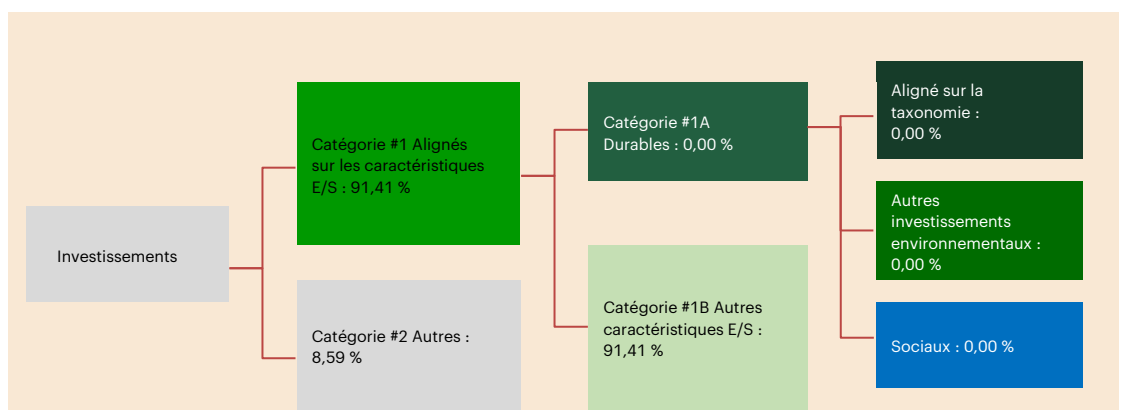 Investissements
Catégorie #1 Alignés
sur les caractéristiques
E/S : 91,41 %
Catégorie #2 Autres :
8,59 %
Catégorie #1A
Durables : 0,00 %
Catégorie #1B Autres
caractéristiques E/S :
91,41 %
Aligné sur la
taxonomie :
0,00 %
Autres
investissements
environnementaux :
0,00 %
Sociaux : 0,00 %